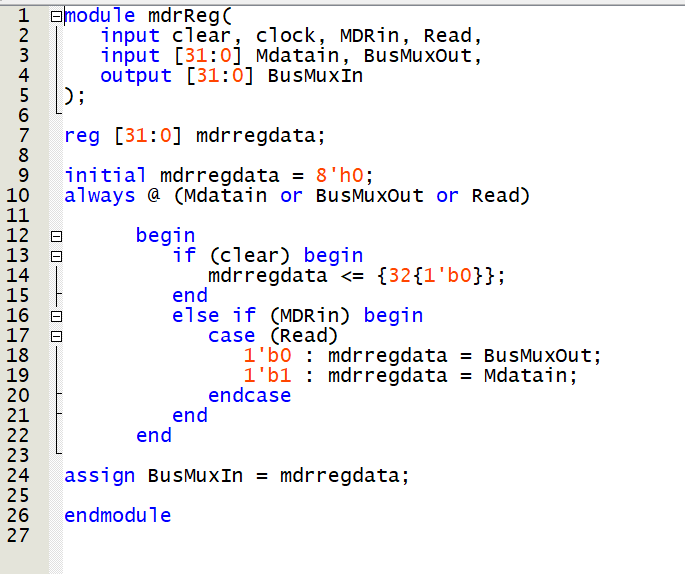 1 module mdrReg(
2 input clear, clock, MDRin, Read,
3 input [31:0] Mdatain, BusMuxOut,
4 output [31:0] BusMuxIn
5 );
6
7 reg [31:0] mdrregdata;
8
9 initial mdrregdata = 8'h0;
10 always @ (Mdatain or BusMuxOut or Read)
11
12 begin
13 if (clear) begin
14 mdrregdata <= {32{1'b0}};
15 end
16 else if (MDRin) begin
17 case (Read)
18 1'b0 : mdrregdata = BusMuxOut;
19 1'b1 : mdrregdata = Mdatain;
20 endcase
21 end
22 end
23
24 assign BusMuxIn = mdrregdata;
25
26 endmodule
27